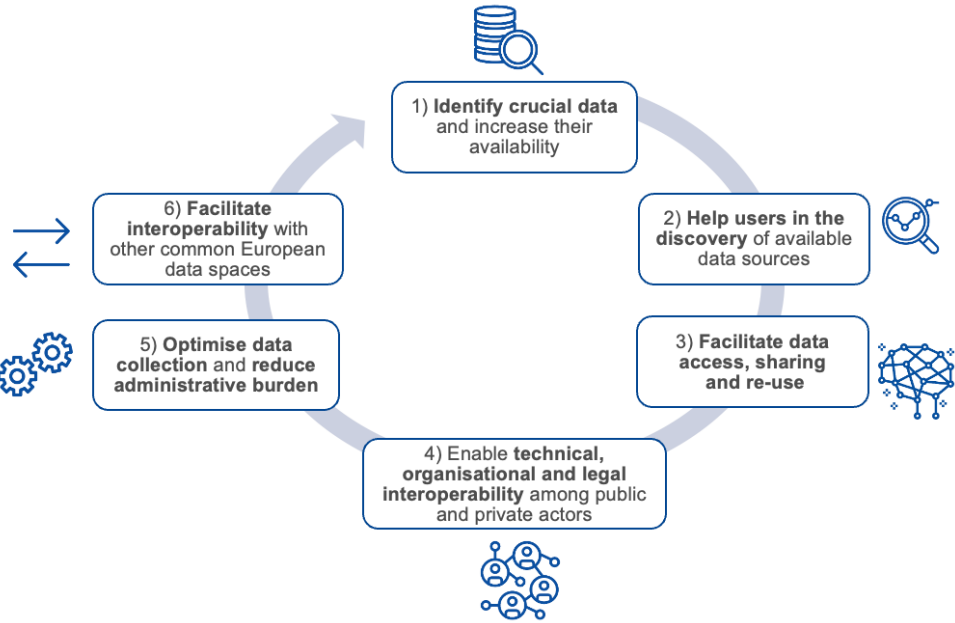 1) Identify crucial data
and increase their
availability
2) Help users in the
discovery of available
data sources
3) Facilitate data
access, sharing
and re-use
4) Enable technical,
organisational and legal
interoperability among public
and private actors
5) Optimise data
collection and reduce
administrative burden
6) Facilitate
interoperability with
other common European
data spaces